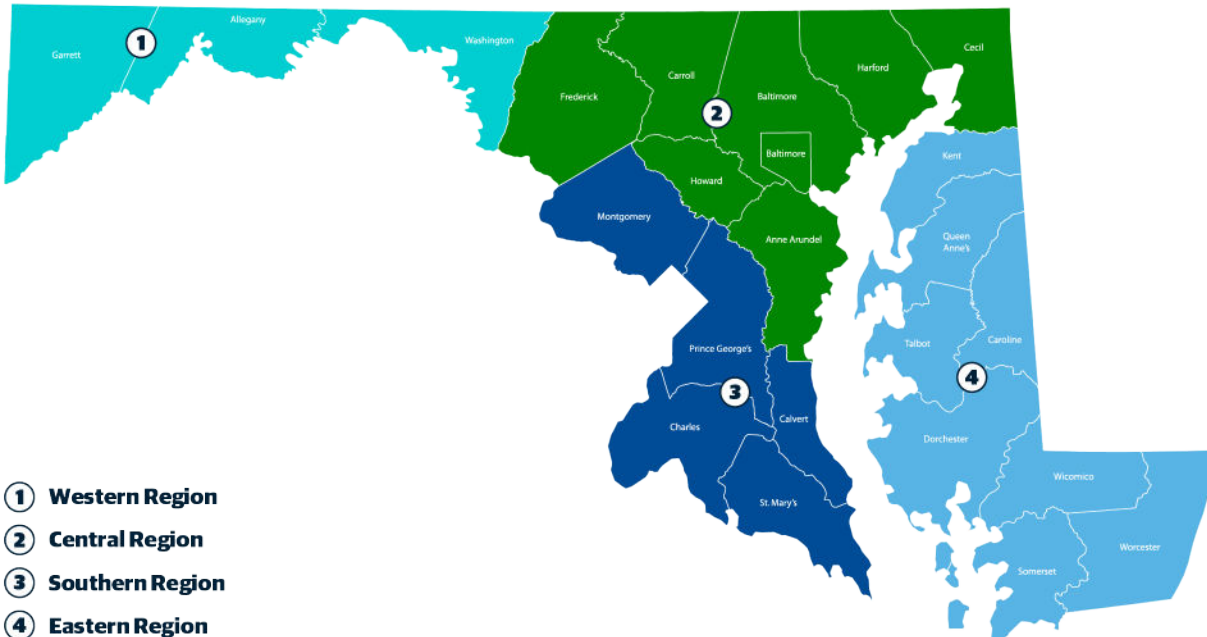 Garrett
1
Allegany
Washington
Frederick
Carroll
2
Baltimore
Harford
Cecil
Baltimore
Howard
Anne Arundel
Montgomery
Prince George's
3
Charles
Calvert
St. Mary's
Kent
Queen
Anne's
Talbot
Caroline
4
Dorchester
Wicomico
Somerset
Worcester
1 Western Region
2 Central Region
3 Southern Region
4 Eastern Region